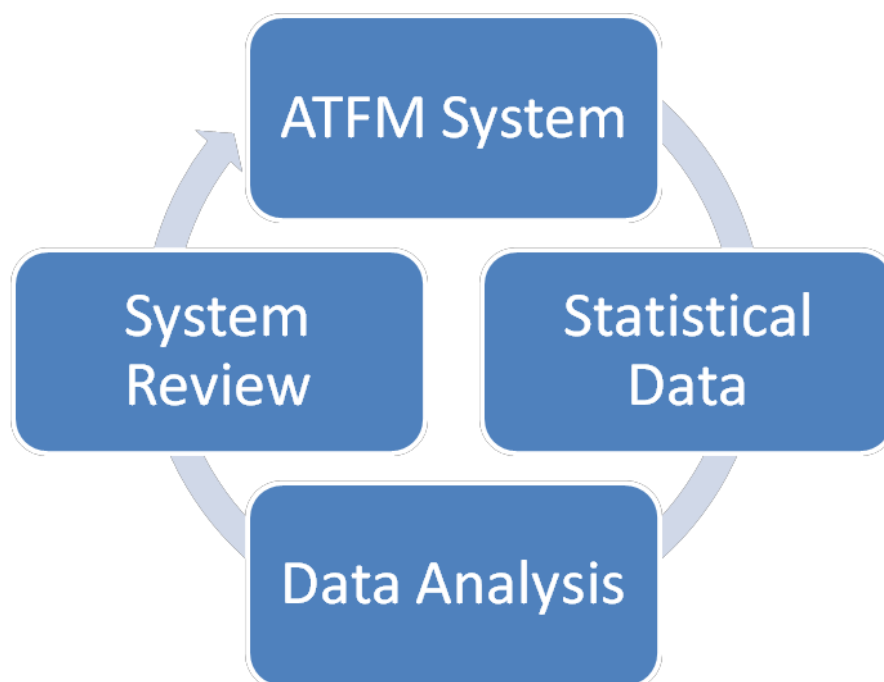 ATFM System
System
Review
Statistical
Data
Data Analysis